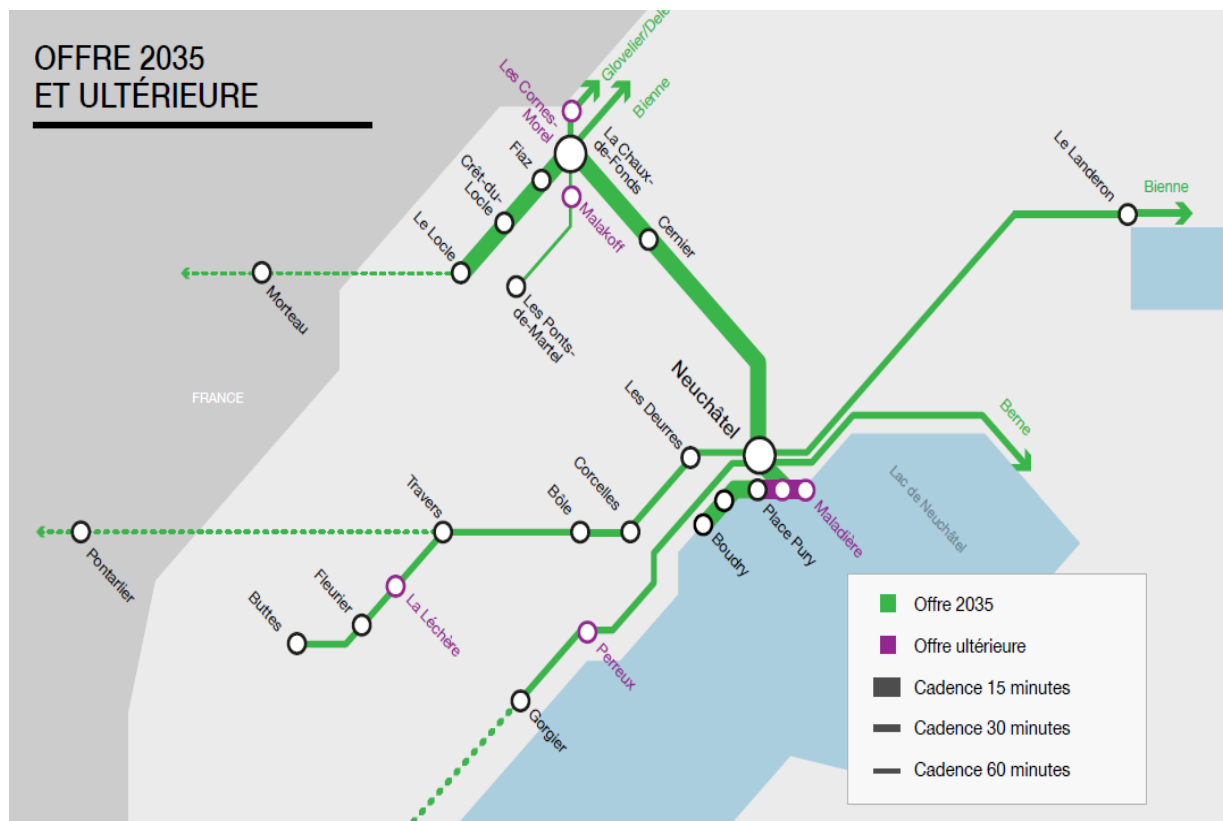 OFFRE 2035
ET ULTÉRIEURE
Glovelier/Delé
Bienne
Les Cornes-
Morel
La Chaux-
de-Fonds
Fiaz
Crêt-du-
Locle
Le Locle
Malakoff
Cernier
Le Landeron
Bienne
Morteau
Les Ponts-
de-Martel
FRANCE
Neuchâtel
Les Deurres
Berne
Corcelles
Bôle
Travers
Place Pury
Maladière
Lac de Neuchâtel
Boudry
Pontarlier
Buttes
Fleurier
La Léchère
Perreux
Gorgier
Offre 2035
Offre ultérieure
Cadence 15 minutes
Cadence 30 minutes
Cadence 60 minutes